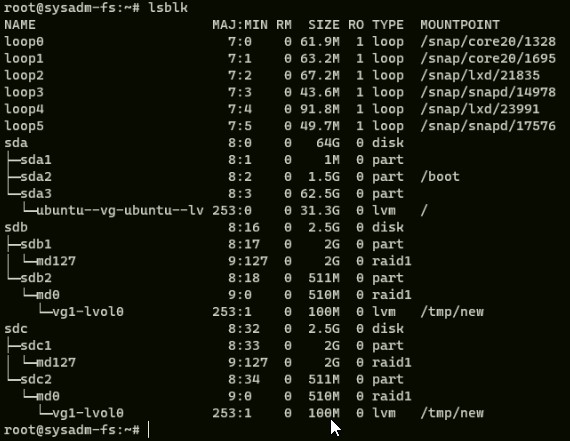 root@sysadm-fs:~# lsblk
NAME                      MAJ:MIN RM  SIZE RO TYPE  MOUNTPOINT
loop0                       7:0    0 61.9M  1 loop  /snap/core20/1328
loop1                       7:1    0 63.2M  1 loop  /snap/core20/1695
loop2                       7:2    0 67.2M  1 loop  /snap/lxd/21835
loop3                       7:3    0 43.6M  1 loop  /snap/snapd/14978
loop4                       7:4    0 91.8M  1 loop  /snap/lxd/23991
loop5                       7:5    0 49.7M  1 loop  /snap/snapd/17576
sda                         8:0    0   64G  0 disk
├─sda1                      8:1    0    1M  0 part
├─sda2                      8:2    0  1.5G  0 part  /boot
└─sda3                      8:3    0 62.5G  0 part
  └─ubuntu--vg-ubuntu--lv 253:0    0 31.3G  0 lvm   /
sdb                         8:16   0  2.5G  0 disk
├─sdb1                      8:17   0    2G  0 part
│ └─md127                   9:127  0    2G  0 raid1
└─sdb2                      8:18   0  511M  0 part
  └─md0                     9:0    0  510M  0 raid1
    └─vg1-lvol0           253:1    0  100M  0 lvm   /tmp/new
sdc                         8:32   0  2.5G  0 disk
├─sdc1                      8:33   0    2G  0 part
│ └─md127                   9:127  0    2G  0 raid1
└─sdc2                      8:34   0  511M  0 part
  └─md0                     9:0    0  510M  0 raid1
    └─vg1-lvol0           253:1    0  100M  0 lvm   /tmp/new
root@sysadm-fs:~#